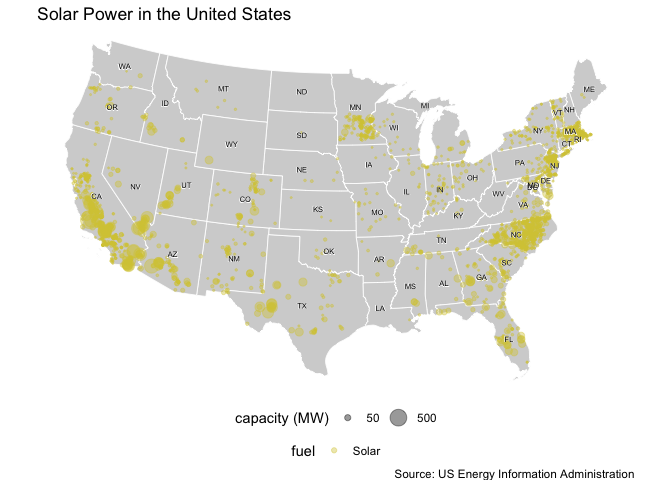 Solar Power in the United States
WA
ME
MT
ND
VT NH
OR
ID
MN
MI
WI
NY
MA
RI
SD
CT
WY
PA
NJ
IA
NE
OH
NV
UT
IL
IN
DE
MD
CO
WV
CA
VA
KS
MO
KY
NC
TN
OK
AZ
NM
AR
SC
GA
MS
AL
TX
LA
FL
capacity (MW) 50 500
fuel Solar
Source: US Energy Information Administration